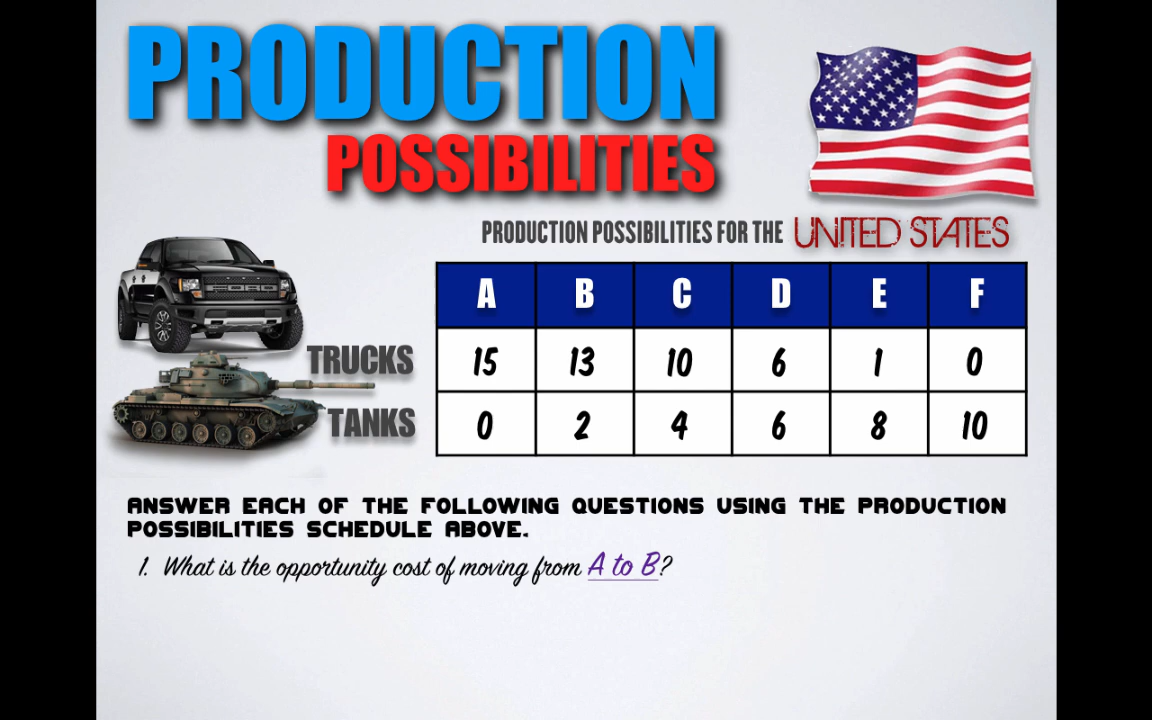 PRODUCTION
POSSIBILITIES
PRODUCTION POSSIBILITIES FOR THE UNITED STATES
A B C D E F
TRUCKS 15 13 10 6 1 0
TANKS 0 2 4 6 8 10
ANSWER EACH OF THE FOLLOWING QUESTIONS USING THE PRODUCTION
POSSIBILITIES SCHEDULE ABOVE.
1. What is the opportunity cost of moving from A to B?